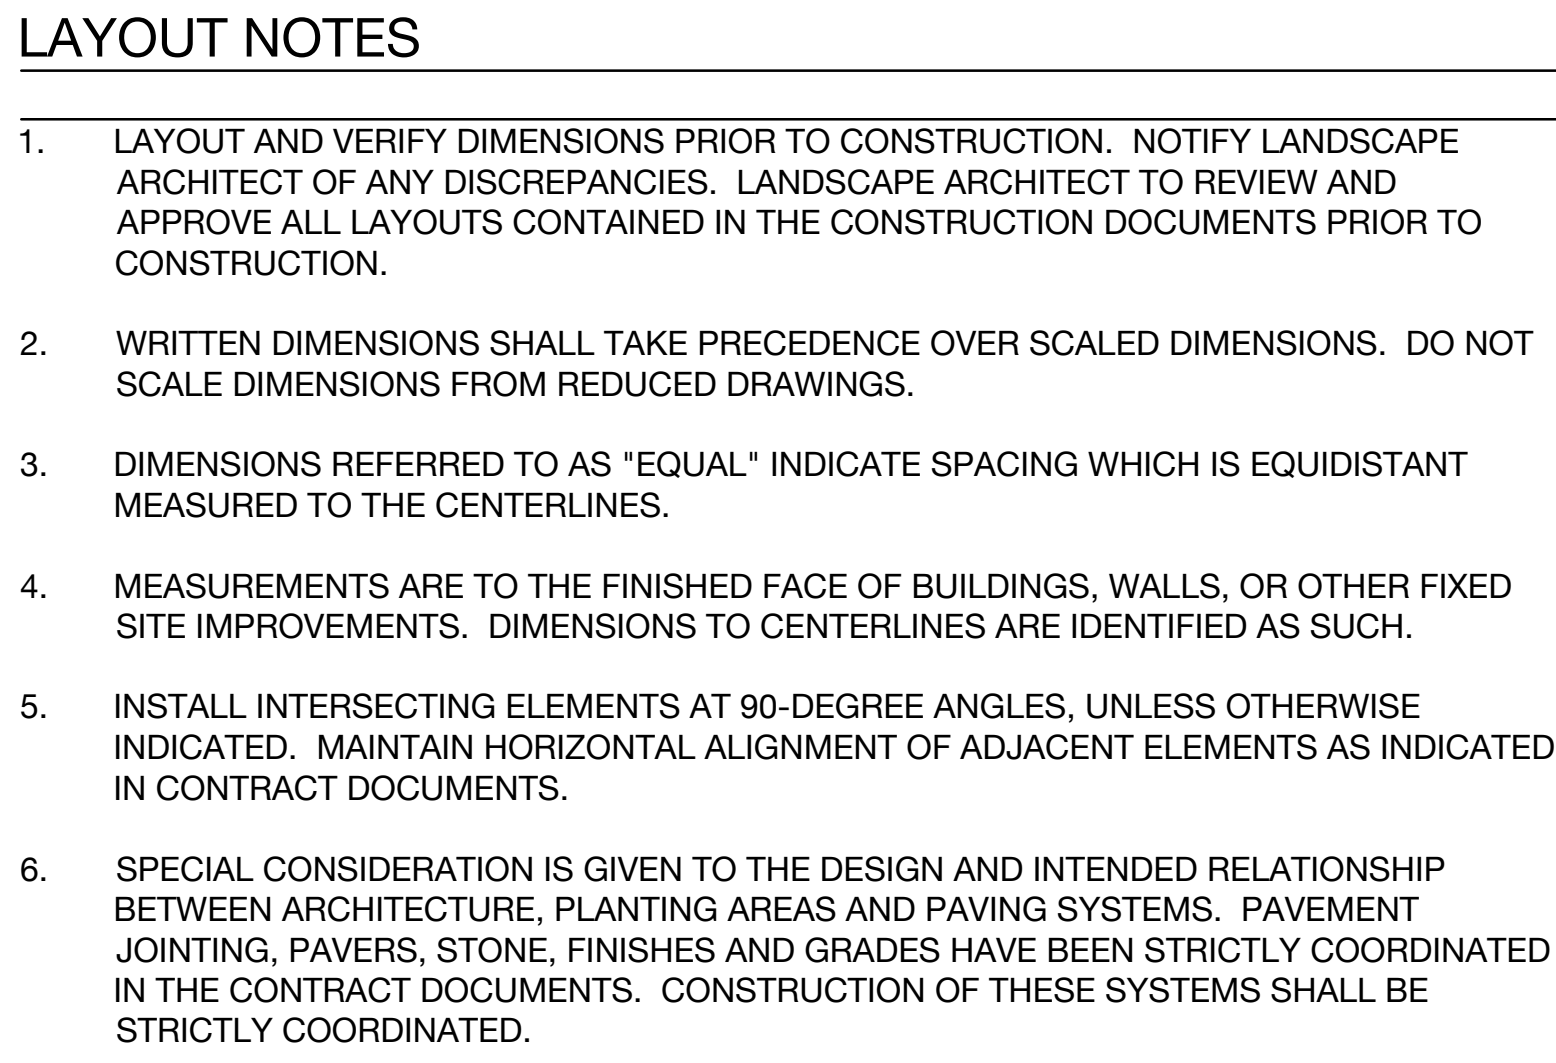 LAYOUT NOTES
1. LAYOUT AND VERIFY DIMENSIONS PRIOR TO CONSTRUCTION.  NOTIFY LANDSCAPE
ARCHITECT OF ANY DISCREPANCIES.  LANDSCAPE ARCHITECT TO REVIEW AND
APPROVE ALL LAYOUTS CONTAINED IN THE CONSTRUCTION DOCUMENTS PRIOR TO
CONSTRUCTION.
2. WRITTEN DIMENSIONS SHALL TAKE PRECEDENCE OVER SCALED DIMENSIONS.  DO NOT
SCALE DIMENSIONS FROM REDUCED DRAWINGS.
3. DIMENSIONS REFERRED TO AS "EQUAL" INDICATE SPACING WHICH IS EQUIDISTANT
MEASURED TO THE CENTERLINES.
4. MEASUREMENTS ARE TO THE FINISHED FACE OF BUILDINGS, WALLS, OR OTHER FIXED
SITE IMPROVEMENTS.  DIMENSIONS TO CENTERLINES ARE IDENTIFIED AS SUCH.
5. INSTALL INTERSECTING ELEMENTS AT 90-DEGREE ANGLES, UNLESS OTHERWISE
INDICATED.  MAINTAIN HORIZONTAL ALIGNMENT OF ADJACENT ELEMENTS AS INDICATED
IN CONTRACT DOCUMENTS.
6. SPECIAL CONSIDERATION IS GIVEN TO THE DESIGN AND INTENDED RELATIONSHIP
BETWEEN ARCHITECTURE, PLANTING AREAS AND PAVING SYSTEMS.  PAVEMENT
JOINTING, PAVERS, STONE, FINISHES AND GRADES HAVE BEEN STRICTLY COORDINATED
IN THE CONTRACT DOCUMENTS.  CONSTRUCTION OF THESE SYSTEMS SHALL BE
STRICTLY COORDINATED.